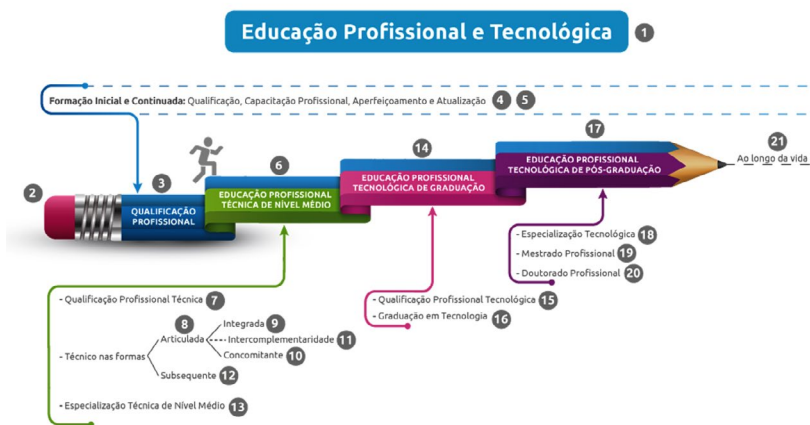 Educação Profissional e Tecnológica 1
Formação Inicial e Continuada: Qualificação, Capacitação Profissional, Aperfeiçoamento e Atualização 4 5
2
3
QUALIFICAÇÃO
PROFISSIONAL
6
EDUCAÇÃO PROFISSIONAL
TÉCNICA DE NÍVEL MÉDIO
14
EDUCAÇÃO PROFISSIONAL
TECNOLÓGICA DE GRADUAÇÃO
17
EDUCAÇÃO PROFISSIONAL
TECNOLÓGICA DE PÓS-GRADUAÇÃO
21
Ao longo da vida
- Qualificação Profissional Técnica 7
- Técnico nas formas
8
Articulada
Integrada 9
Intercomplementaridade 11
Concomitante 10
Subsequente 12
- Especialização Técnica de Nível Médio 13
- Qualificação Profissional Tecnológica 15
- Graduação em Tecnologia 16
- Especialização Tecnológica 18
- Mestrado Profissional 19
- Doutorado Profissional 20